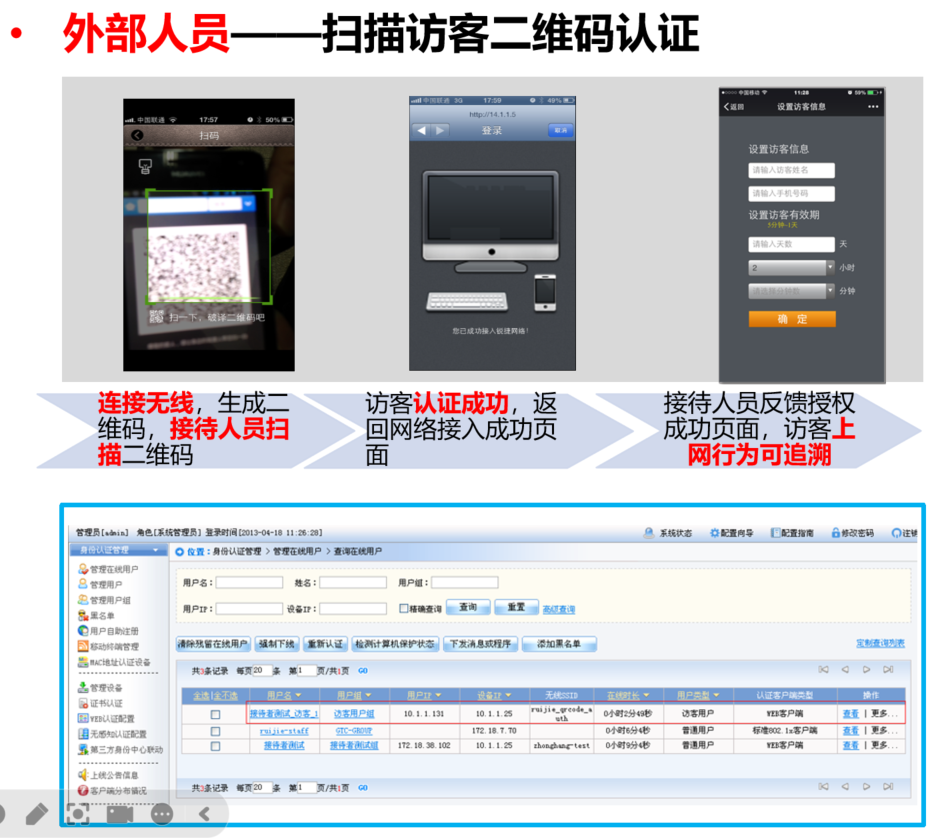 • 外部人员——扫描访客二维码认证
中国联通 17:57 50%
扫码
扫一下，破译二维码吧
中国联通 3G 17:59 49%
http://14.1.1.5
登录
取消
您已成功接入锐捷网络！
中国移动 11:28 59%
返回 设置访客信息 •••
设置访客信息
请输入访客姓名
请输入手机号码
设置访客有效期
5分钟-1天
请输入天数 天
2 小时
请选择分钟数 分钟
确 定
连接无线，生成二
维码，接待人员扫
描二维码
访客认证成功，返
回网络接入成功页
面
接待人员反馈授权
成功页面，访客上
网行为可追溯
管理员[admin] 角色[系统管理员] 登录时间[2013-04-18 11:26:28] 系统状态 配置向导 配置指南 修改密码 注销
身份认证管理
位置：身份认证管理 > 管理在线用户 > 查询在线用户
管理在线用户
管理用户
管理用户组
黑名单
用户自助注册
移动终端管理
MAC地址认证设备
管理设备
证书认证
WEB认证配置
无感知认证配置
第三方身份中心联动
上线公告信息
客户端分布情况
用户名： 姓名： 用户组：
用户IP： 设备IP： 精确查询 查询 重置 高级查询
清除残留在线用户 强制下线 重新认证 检测计算机保护状态 下发消息或程序 添加黑名单 定制查询列表
共3条记录 每页20 条 第1 页/共1页 GO
全选|全不选 用户名 用户组 用户IP 设备IP 无线SSID 在线时长 用户类型 认证客户端类型 操作
接待者测试_访客_1 访客用户组 10.1.1.131 10.1.1.25 ruijie_qrcode_auth 0小时2分49秒 访客用户 WEB客户端 查看 | 更多...
ruijie-staff GTC-GROUP 172.18.7.70 0小时6分4秒 普通用户 标准802.1x客户端 查看 | 更多...
接待者测试 接待者测试组 172.18.38.102 10.1.1.25 zhonghang-test 0小时9分4秒 普通用户 WEB客户端 查看 | 更多...
共3条记录 每页20 条 第1 页/共1页 GO